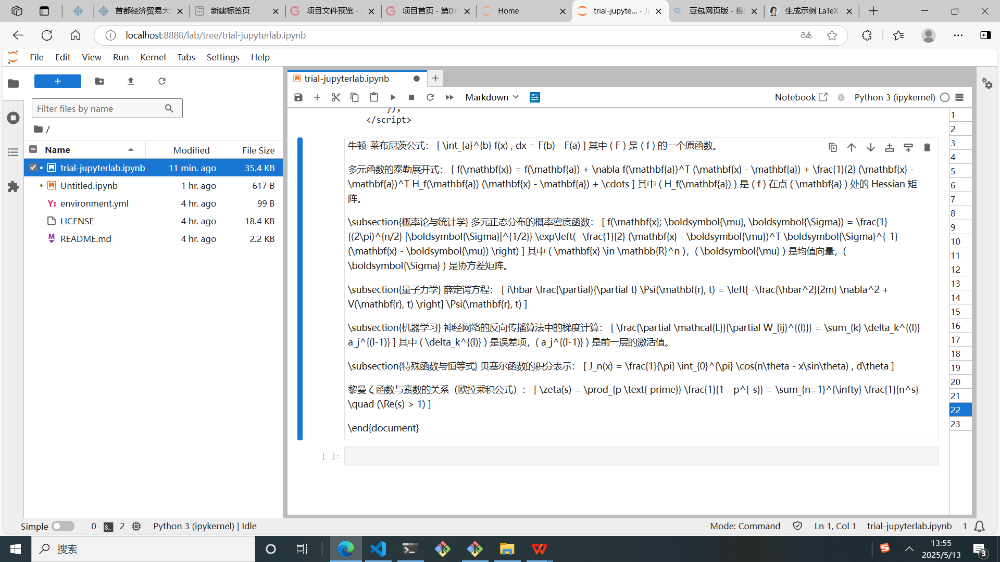 首都经济贸易大
新建标签页
项目文件预览 -
项目首页 - 第07
Home
trial-jupyte... - Ju
豆包网页版 - 搜
生成示例 LaTeX
localhost:8888/lab/tree/trial-jupyterlab.ipynb
File Edit View Run Kernel Tabs Settings Help
trial-jupyterlab.ipynb
Filter files by name
Markdown
Notebook
Python 3 (ipykernel)
/
Name Modified File Size
trial-jupyterlab.ipynb 11 min. ago 35.4 KB
Untitled.ipynb 1 hr. ago 617 B
environment.yml 4 hr. ago 99 B
LICENSE 4 hr. ago 18.4 KB
README.md 4 hr. ago 2.2 KB
});
</script>
牛顿-莱布尼茨公式： [ \int_{a}^{b} f(x) , dx = F(b) - F(a) ] 其中 ( F ) 是 ( f ) 的一个原函数。
多元函数的泰勒展开式： [ f(\mathbf{x}) = f(\mathbf{a}) + \nabla f(\mathbf{a})^T (\mathbf{x} - \mathbf{a}) + \frac{1}{2} (\mathbf{x} -
\mathbf{a})^T H_f(\mathbf{a}) (\mathbf{x} - \mathbf{a}) + \cdots ] 其中 ( H_f(\mathbf{a}) ) 是 ( f ) 在点 ( \mathbf{a} ) 处的 Hessian 矩
阵。
\subsection{概率论与统计学} 多元正态分布的概率密度函数： [ f(\mathbf{x}; \boldsymbol{\mu}, \boldsymbol{\Sigma}) = \frac{1}
{(2\pi)^{n/2} |\boldsymbol{\Sigma}|^{1/2}} \exp\left( -\frac{1}{2} (\mathbf{x} - \boldsymbol{\mu})^T \boldsymbol{\Sigma}^{-1}
(\mathbf{x} - \boldsymbol{\mu}) \right) ] 其中 ( \mathbf{x} \in \mathbb{R}^n )，( \boldsymbol{\mu} ) 是均值向量，(
\boldsymbol{\Sigma} ) 是协方差矩阵。
\subsection{量子力学} 薛定谔方程： [ i\hbar \frac{\partial}{\partial t} \Psi(\mathbf{r}, t) = \left[ -\frac{\hbar^2}{2m} \nabla^2 +
V(\mathbf{r}, t) \right] \Psi(\mathbf{r}, t) ]
\subsection{机器学习} 神经网络的反向传播算法中的梯度计算： [ \frac{\partial \mathcal{L}}{\partial W_{ij}^{(l)}} = \sum_{k} \delta_k^{(l)}
a_j^{(l-1)} ] 其中 ( \delta_k^{(l)} ) 是误差项，( a_j^{(l-1)} ) 是前一层的激活值。
\subsection{特殊函数与恒等式} 贝塞尔函数的积分表示： [ J_n(x) = \frac{1}{\pi} \int_{0}^{\pi} \cos(n\theta - x\sin\theta) , d\theta ]
黎曼 ζ 函数与素数的关系（欧拉乘积公式）： [ \zeta(s) = \prod_{p \text{ prime}} \frac{1}{1 - p^{-s}} = \sum_{n=1}^{\infty} \frac{1}{n^s}
\quad (\Re(s) > 1) ]
\end{document}
[ ]:
1
2
3
4
5
6
7
8
9
10
11
12
13
14
15
16
17
18
19
20
21
22
23
Simple 0 2 Python 3 (ipykernel) | Idle
Mode: Command Ln 1, Col 1 trial-jupyterlab.ipynb 1
搜索
13:55
2025/5/13
3